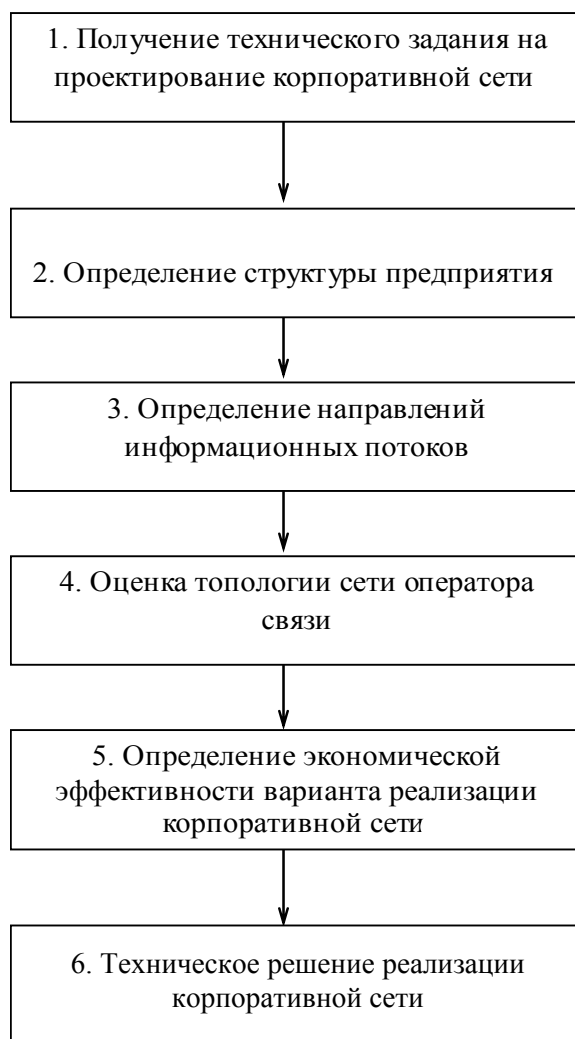 1. Получение технического задания на
проектирование корпоративной сети
2. Определение структуры предприятия
3. Определение направлений
информационных потоков
4. Оценка топологии сети оператора
связи
5. Определение экономической
эффективности варианта реализации
корпоративной сети
6. Техническое решение реализации
корпоративной сети